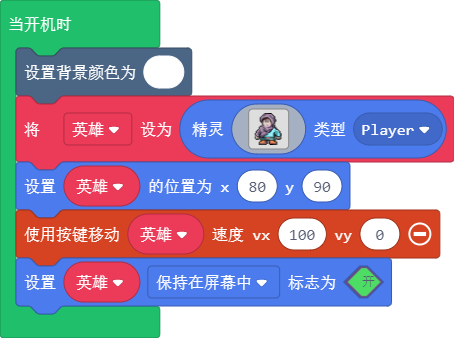 当开机时
设置背景颜色为
将 英雄 设为 精灵 类型 Player
设置 英雄 的位置为 x 80 y 90
使用按键移动 英雄 速度 vx 100 vy 0
设置 英雄 保持在屏幕中 标志为 开